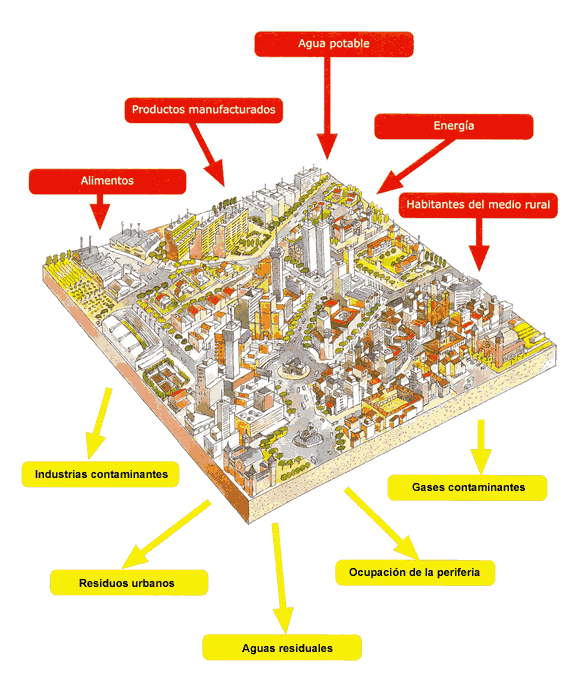 Agua potable
Productos manufacturados
Energía
Alimentos
Habitantes del medio rural
Industrias contaminantes
Gases contaminantes
Residuos urbanos
Ocupación de la periferia
Aguas residuales